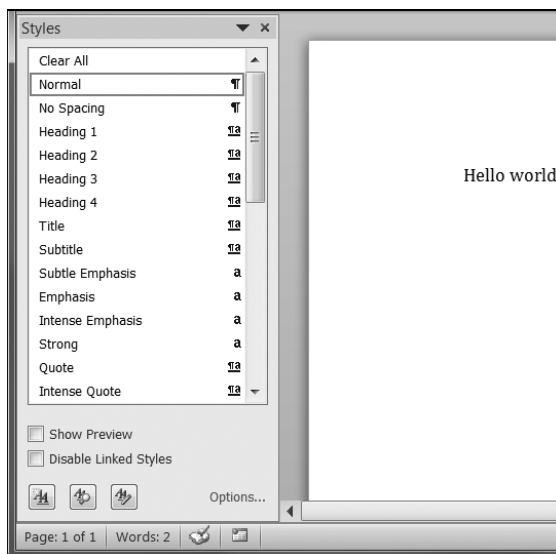 Styles
Clear All
Normal ¶
No Spacing ¶
Heading 1 ¶a
Heading 2 ¶a
Heading 3 ¶a
Heading 4 ¶a
Title ¶a
Subtitle ¶a
Subtle Emphasis a
Emphasis a
Intense Emphasis a
Strong a
Quote ¶a
Intense Quote ¶a
Show Preview
Disable Linked Styles
Options...
Page: 1 of 1 Words: 2
Hello world